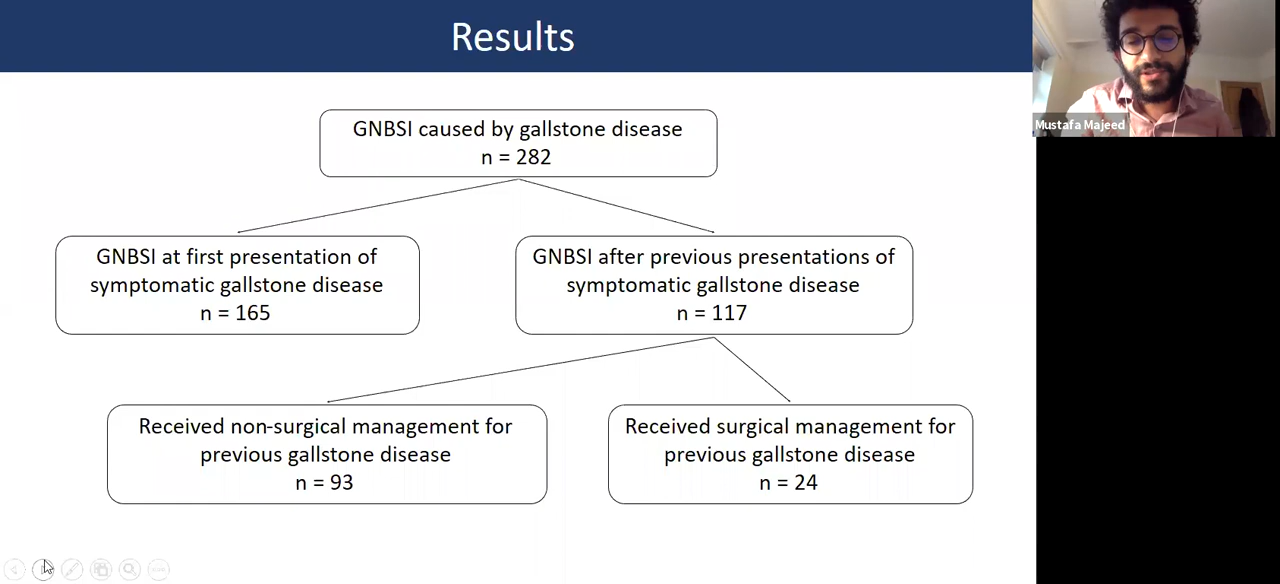 Results
Mustafa Majeed
GNBSI caused by gallstone disease
n = 282
GNBSI at first presentation of
symptomatic gallstone disease
n = 165
GNBSI after previous presentations of
symptomatic gallstone disease
n = 117
Received non-surgical management for
previous gallstone disease
n = 93
Received surgical management for
previous gallstone disease
n = 24